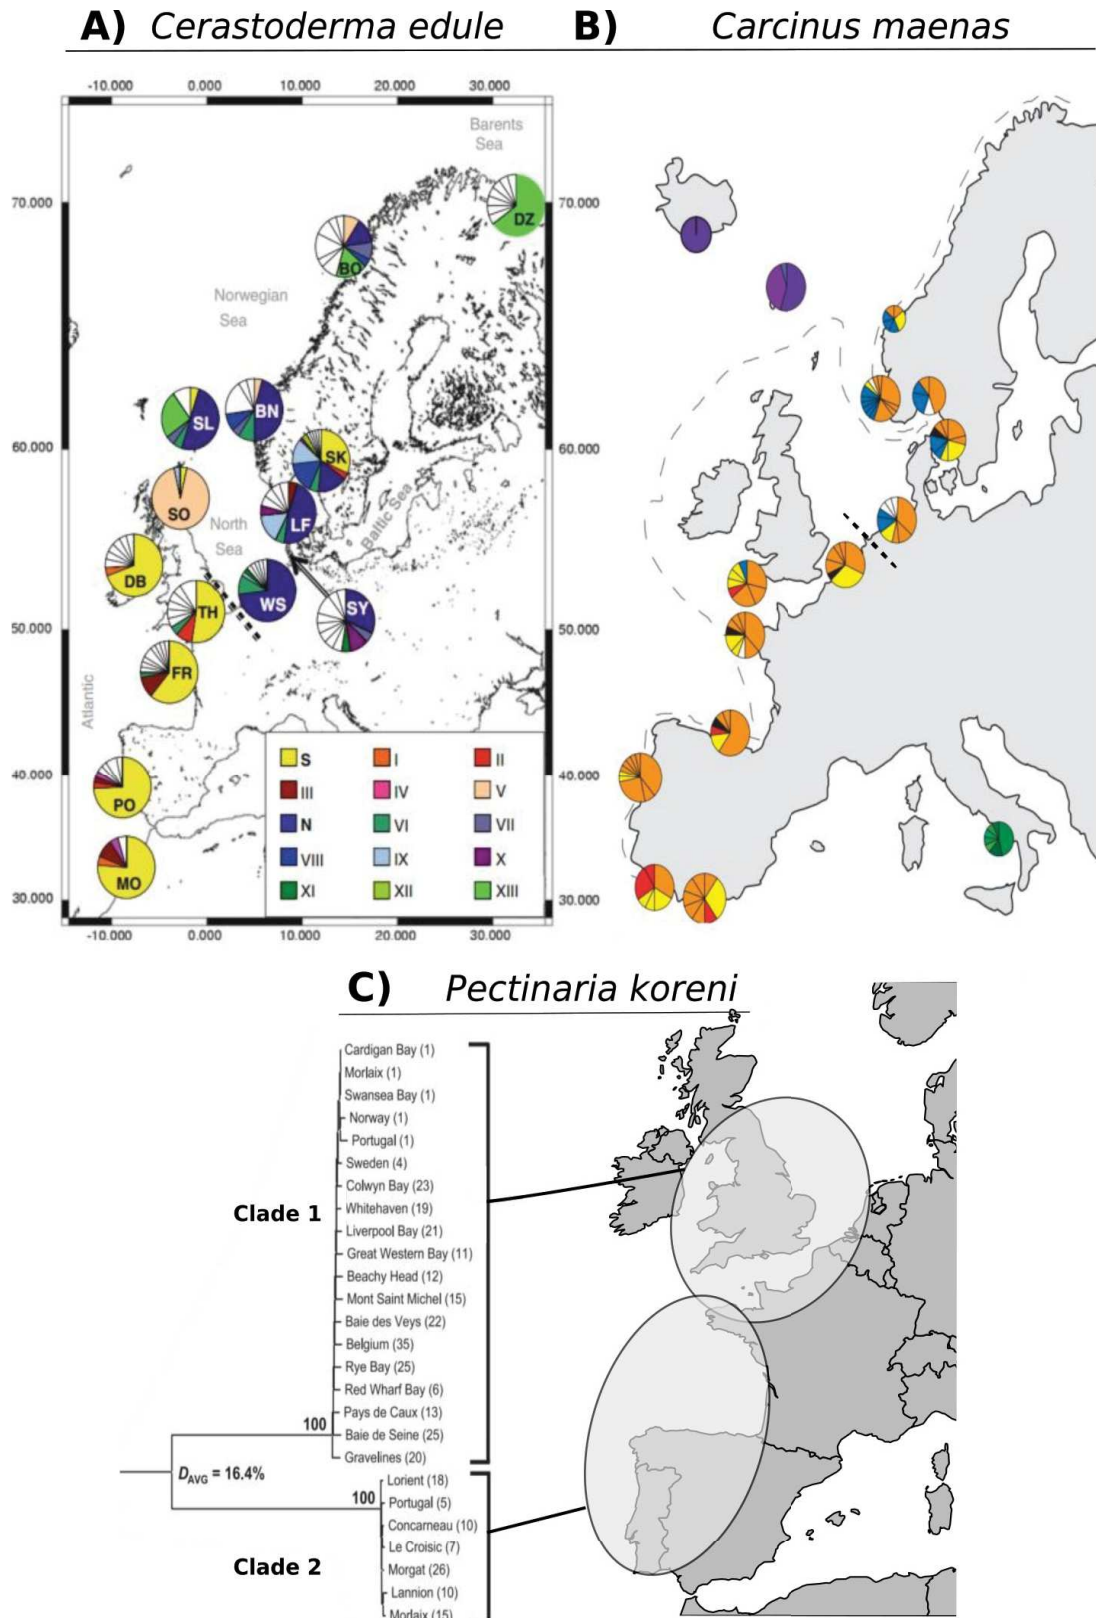 A) Cerastoderma edule
B) Carcinus maenas
-10.000 0.000 10.000 20.000 30.000
Barents
Sea
70.000
70.000
DZ
BO
Norwegian
Sea
SL
BN
60.000
60.000
SK
SO
LF
North
Sea
Baltic Sea
DB
WS
SY
TH
50.000
50.000
FR
Atlantic
S I II
III IV V
N VI VII
VIII IX X
XI XII XIII
40.000
40.000
PO
MO
30.000
30.000
-10.000 0.000 10.000 20.000 30.000
C) Pectinaria koreni
Cardigan Bay (1)
Morlaix (1)
Swansea Bay (1)
Norway (1)
Portugal (1)
Sweden (4)
Colwyn Bay (23)
Clade 1
Whitehaven (19)
Liverpool Bay (21)
Great Western Bay (11)
Beachy Head (12)
Mont Saint Michel (15)
Baie des Veys (22)
Belgium (35)
Rye Bay (25)
Red Wharf Bay (6)
Pays de Caux (13)
100
Baie de Seine (25)
Gravelines (20)
DAVG = 16.4%
Lorient (18)
100
Portugal (5)
Concarneau (10)
Le Croisic (7)
Clade 2
Morgat (26)
Lannion (10)
Morlaix (15)